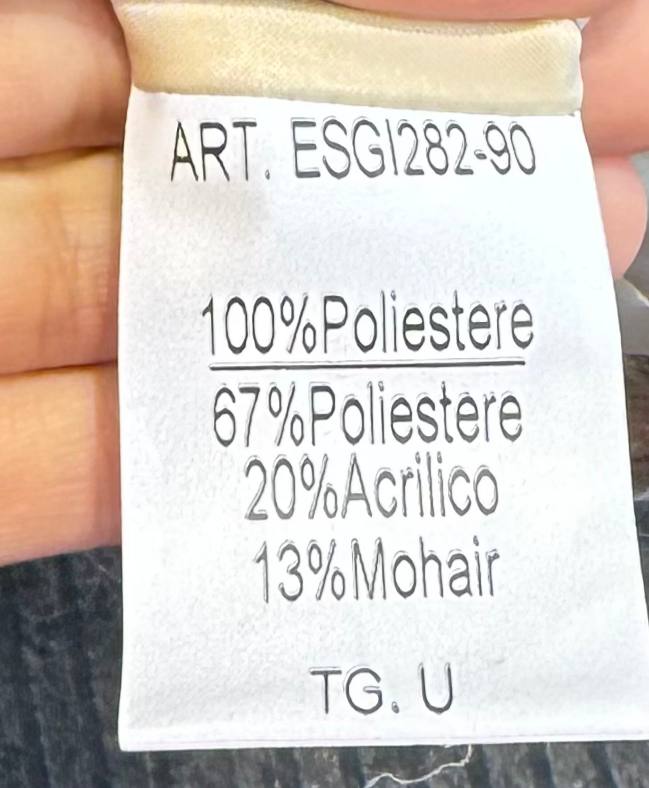 ART. ESGI282-90
100%Poliestere
67%Poliestere
20%Acrilico
13%Mohair
TG. U